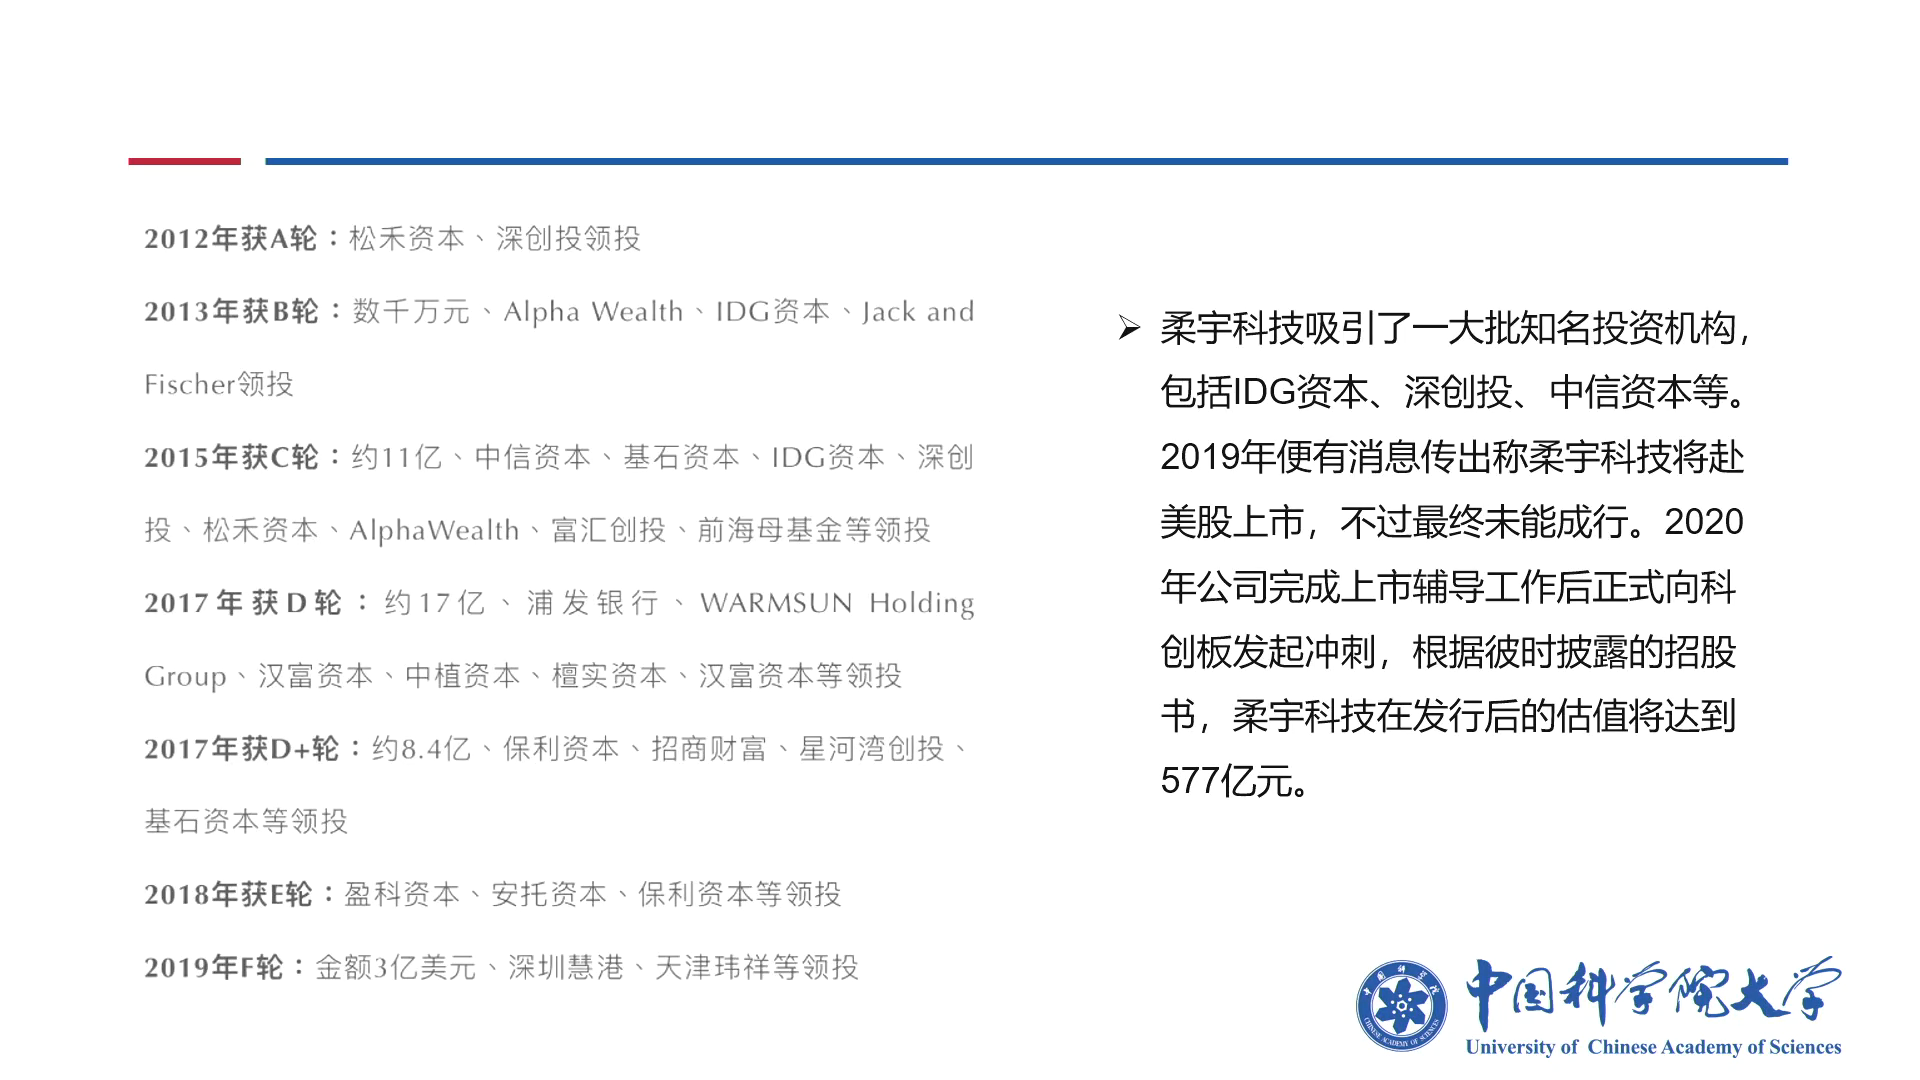 2012年获A轮：松禾资本、深创投领投
2013年获B轮：数千万元、Alpha Wealth、IDG资本、Jack and
Fischer领投
2015年获C轮：约11亿、中信资本、基石资本、IDG资本、深创
投、松禾资本、AlphaWealth、富汇创投、前海母基金等领投
2017年获D轮：约17亿、浦发银行、WARMSUN Holding
Group、汉富资本、中植资本、檀实资本、汉富资本等领投
2017年获D+轮：约8.4亿、保利资本、招商财富、星河湾创投、
基石资本等领投
2018年获E轮：盈科资本、安托资本、保利资本等领投
2019年F轮：金额3亿美元、深圳慧港、天津玮祥等领投
➢ 柔宇科技吸引了一大批知名投资机构，
包括IDG资本、深创投、中信资本等。
2019年便有消息传出称柔宇科技将赴
美股上市，不过最终未能成行。2020
年公司完成上市辅导工作后正式向科
创板发起冲刺，根据彼时披露的招股
书，柔宇科技在发行后的估值将达到
577亿元。
中国科学院
CHINESE ACADEMY OF SCIENCES
中国科学院大学
University of Chinese Academy of Sciences